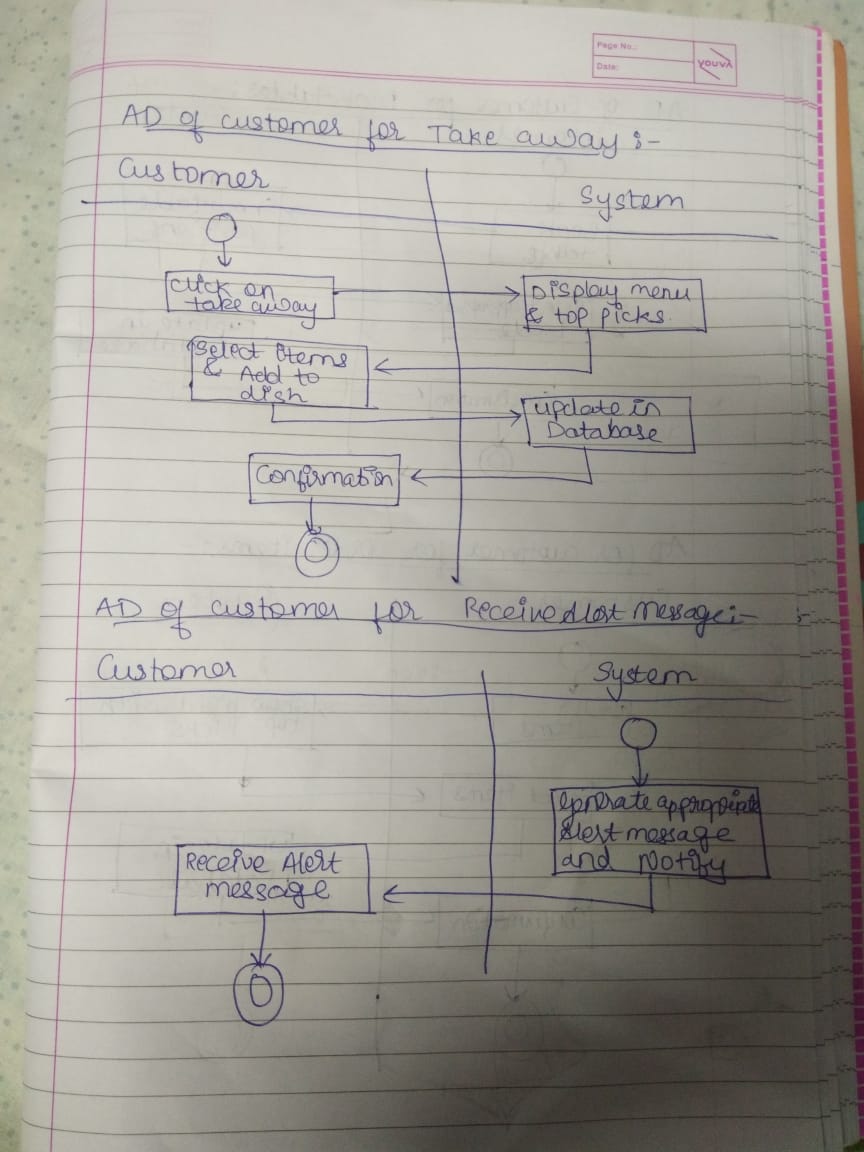 Page No.:
Date:
YOUVA
AD of customer for Take away :-
Customer
System
click on
take away
Display menu
& top picks.
Select Items
& Add to
dish
update in
Database
Confirmation
AD of customer for Receive Alert Message :-
Customer
System
Generate appropriate
Alert message
and Notify
Receive Alert
message